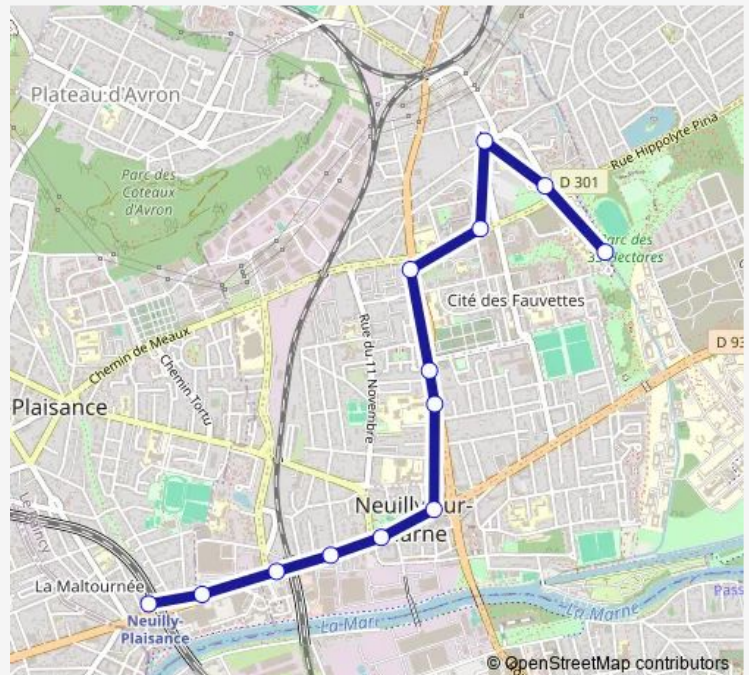 Plateau d'Avron
Rue Hippolyte Pina
Parc des
Coteaux
d'Avron
D 301
Parc des
Hectares
Cité des Fauvettes
Chemin de Meaux
Rue du 11 Novembre
D 93
Chemin Tortu
Plaisance
Neuilly-sur-
Marne
La Maltournée
Neuilly-
Plaisance
La Mar
La Marne
Pass
© OpenStreetMap contributors